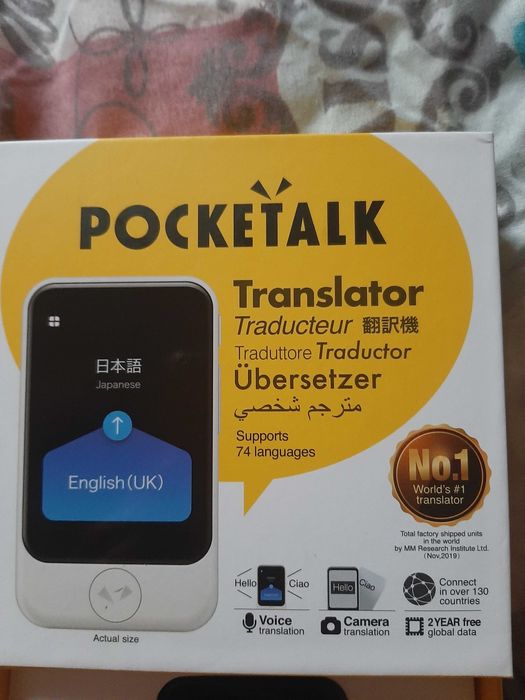 POCKETALK
Translator
Traducteur 翻訳機
Traduttore Traductor
Übersetzer
مترجم شخصي
Supports
74 languages
日本語
Japanese
English(UK)
Actual size
No.1
World's #1
translator
Total factory shipped units
in the world
by MM Research Institute Ltd.
(Nov,2019)
Hello
Ciao
Voice
translation
Hello
Ciao
Camera
translation
Connect
in over 130
countries
2YEAR free
global data